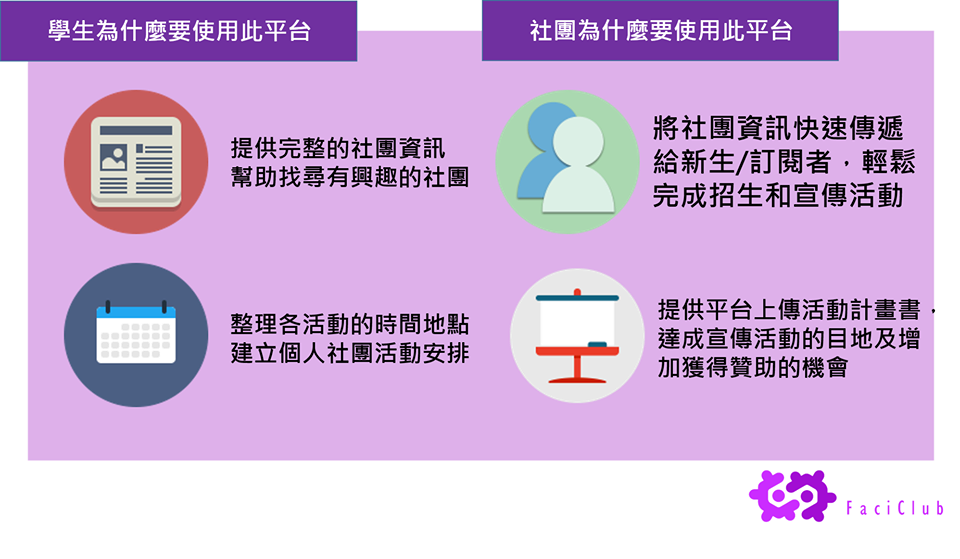 學生為什麼要使用此平台
提供完整的社團資訊
幫助找尋有興趣的社團
整理各活動的時間地點
建立個人社團活動安排
社團為什麼要使用此平台
將社團資訊快速傳遞
給新生/訂閱者，輕鬆
完成招生和宣傳活動
提供平台上傳活動計畫書，
達成宣傳活動的目地及增
加獲得贊助的機會
FaciClub